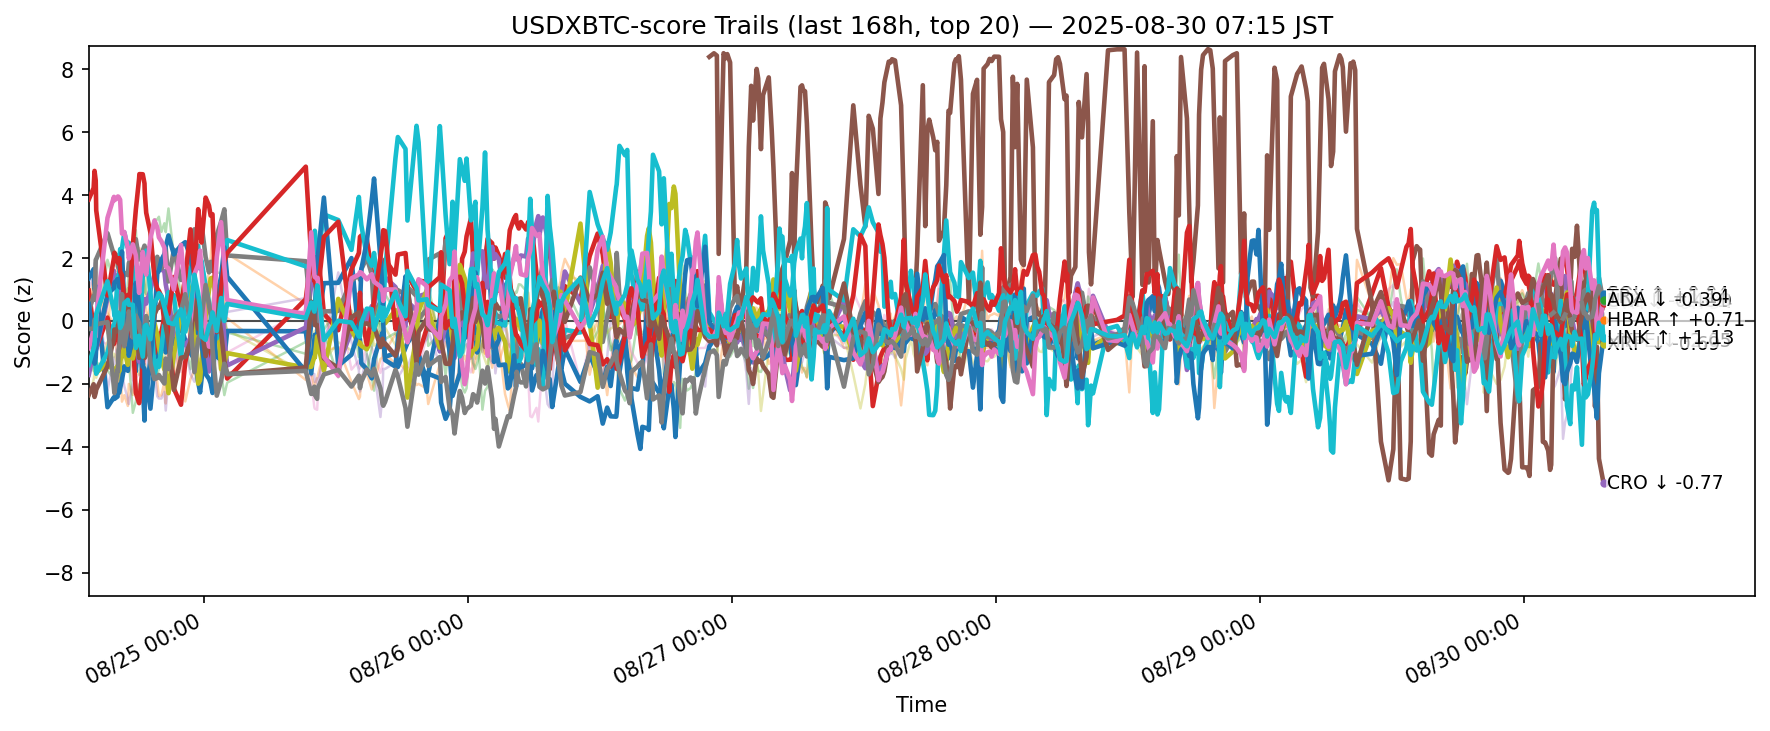 USDXBTC-score Trails (last 168h, top 20) — 2025-08-30 07:15 JST
Score (z)
8
6
4
2
0
−2
−4
−6
−8
ADA ↓ -0.39
HBAR ↑ +0.71
LINK ↑ +1.13
CRO ↓ -0.77
08/25 00:00
08/26 00:00
08/27 00:00
08/28 00:00
08/29 00:00
08/30 00:00
Time